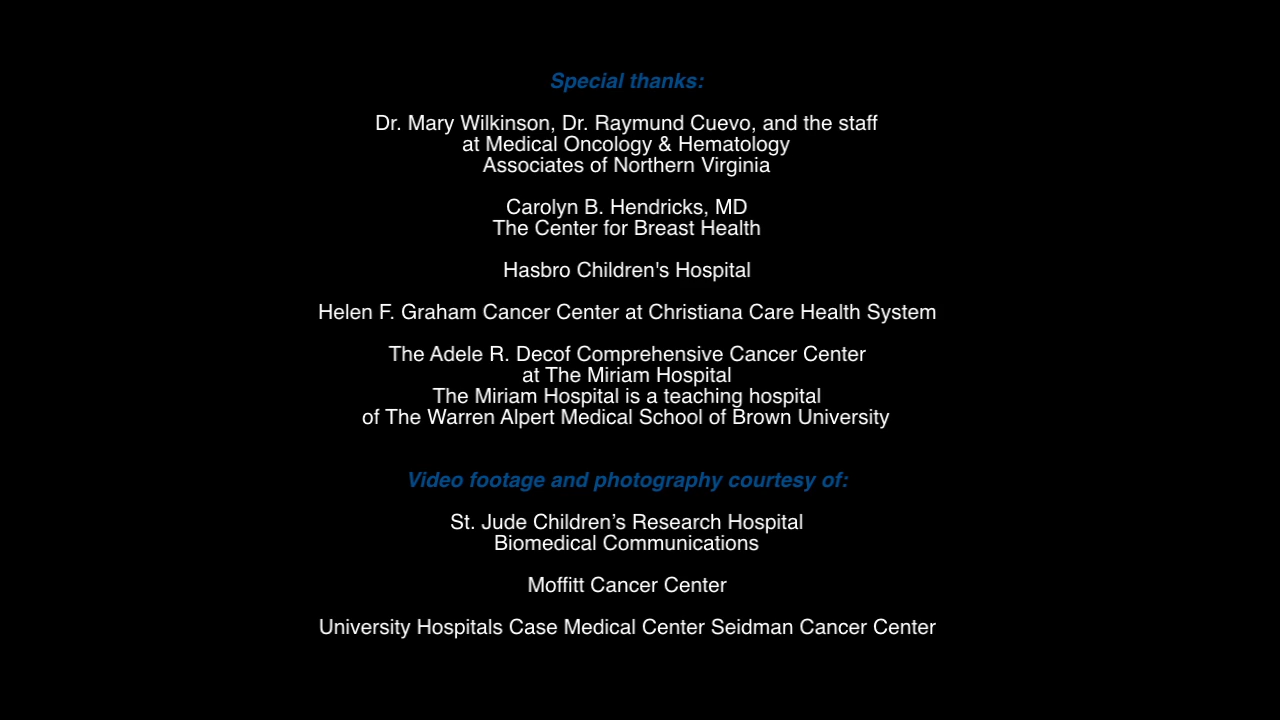 Special thanks:
Dr. Mary Wilkinson, Dr. Raymund Cuevo, and the staff
at Medical Oncology & Hematology
Associates of Northern Virginia
Carolyn B. Hendricks, MD
The Center for Breast Health
Hasbro Children's Hospital
Helen F. Graham Cancer Center at Christiana Care Health System
The Adele R. Decof Comprehensive Cancer Center
at The Miriam Hospital
The Miriam Hospital is a teaching hospital
of The Warren Alpert Medical School of Brown University
Video footage and photography courtesy of:
St. Jude Children’s Research Hospital
Biomedical Communications
Moffitt Cancer Center
University Hospitals Case Medical Center Seidman Cancer Center